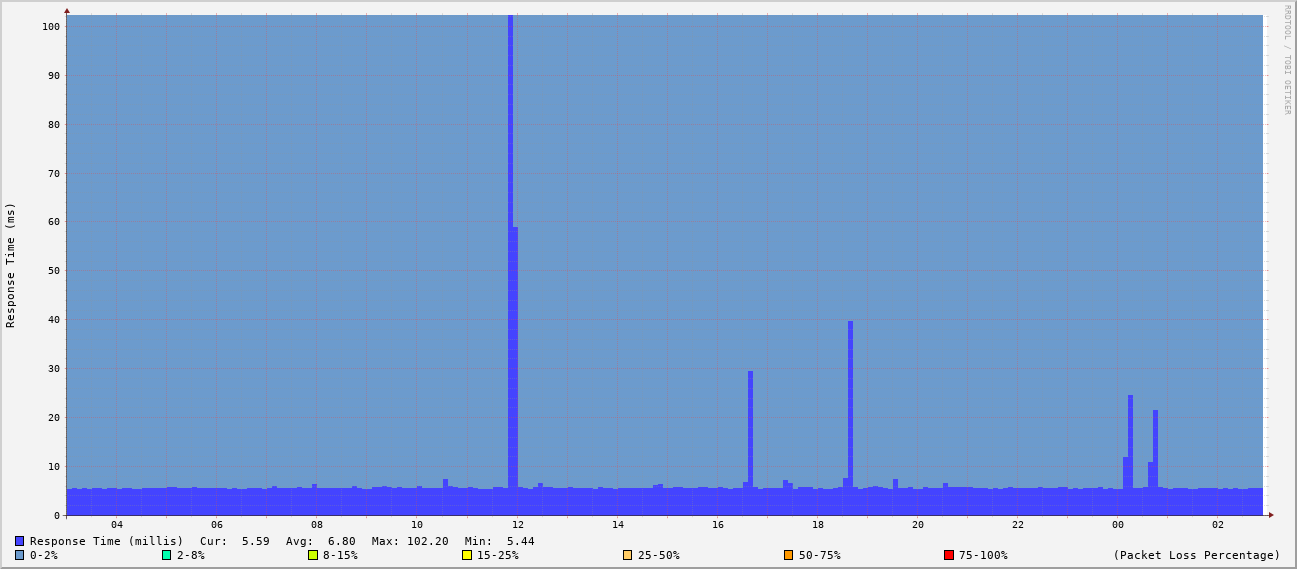 RRDTOOL / TOBI OETIKER
Response Time (ms)
100
90
80
70
60
50
40
30
20
10
0
04 06 08 10 12 14 16 18 20 22 00 02
Response Time (millis) Cur: 5.59 Avg: 6.80 Max: 102.20 Min: 5.44
0-2% 2-8% 8-15% 15-25% 25-50% 50-75% 75-100% (Packet Loss Percentage)